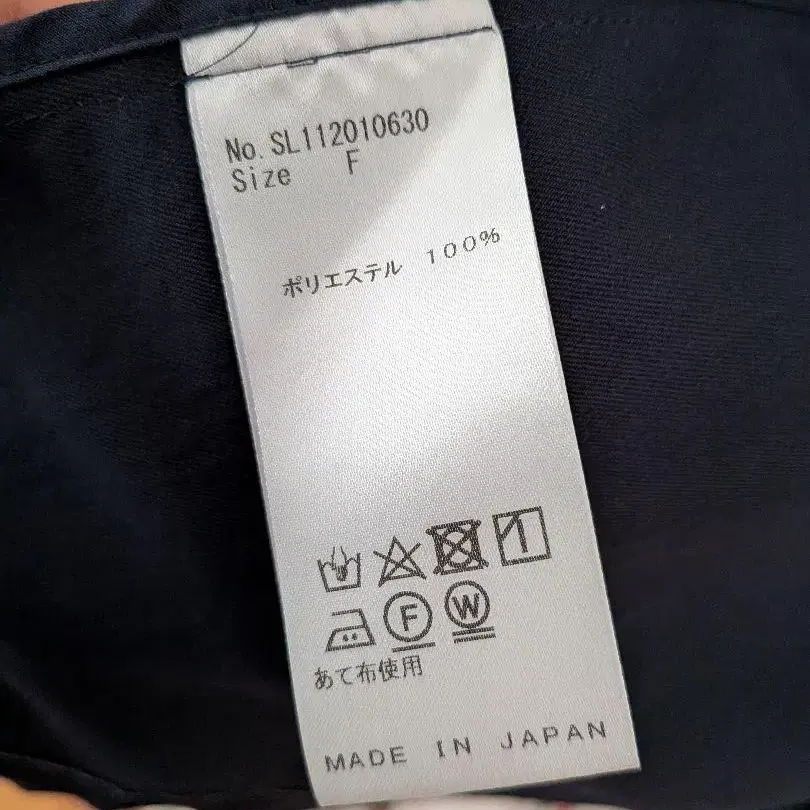 No. SL112010630
Size F
ポリエステル 100%
F W
あて布使用
MADE IN JAPAN